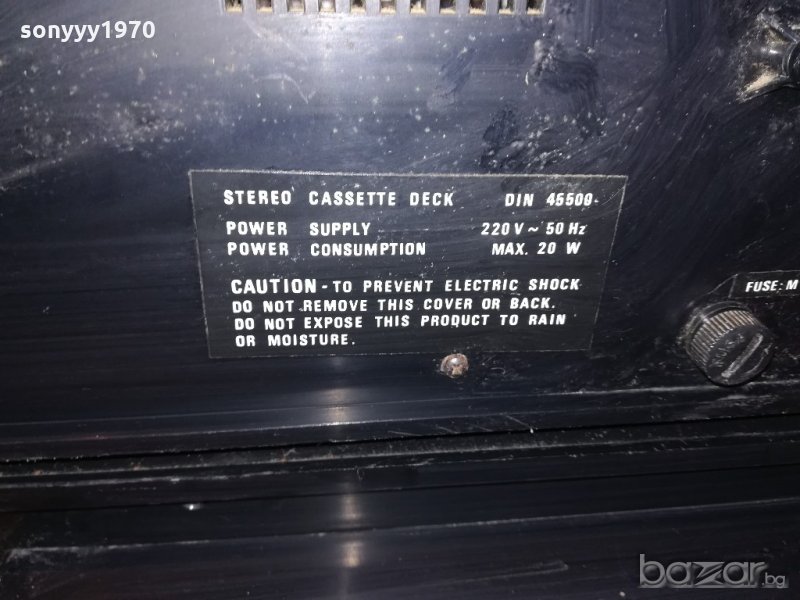 sonyyy1970
STEREO CASSETTE DECK DIN 45500
POWER SUPPLY 220 V ~ 50 Hz
POWER CONSUMPTION MAX. 20 W
CAUTION - TO PREVENT ELECTRIC SHOCK
DO NOT REMOVE THIS COVER OR BACK.
DO NOT EXPOSE THIS PRODUCT TO RAIN
OR MOISTURE.
FUSE: M
bazar.bg